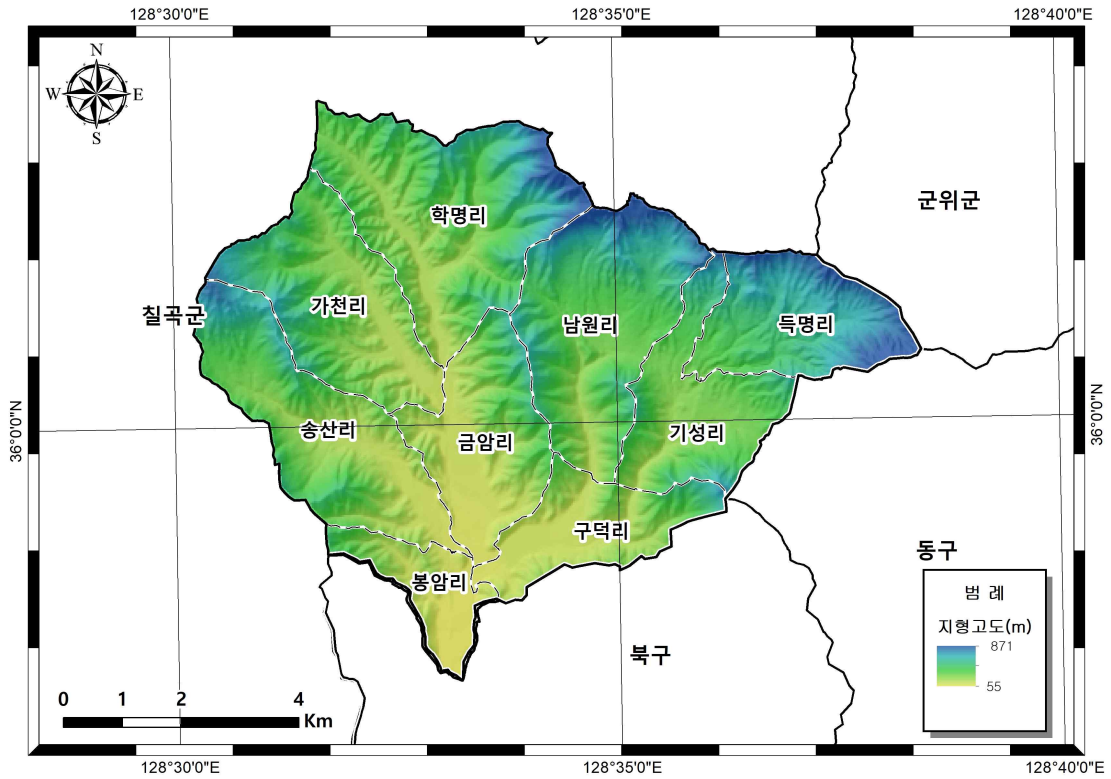 128°30'0"E
128°35'0"E
128°40'0"E
N
W
E
S
학명리
군위군
칠곡군
가천리
남원리
득명리
36°0'0"N
36°0'0"N
송산리
금암리
기성리
구덕리
동구
봉암리
범 례
지형고도(m)
871
55
북구
0
1
2
4
Km
128°30'0"E
128°35'0"E
128°40'0"E